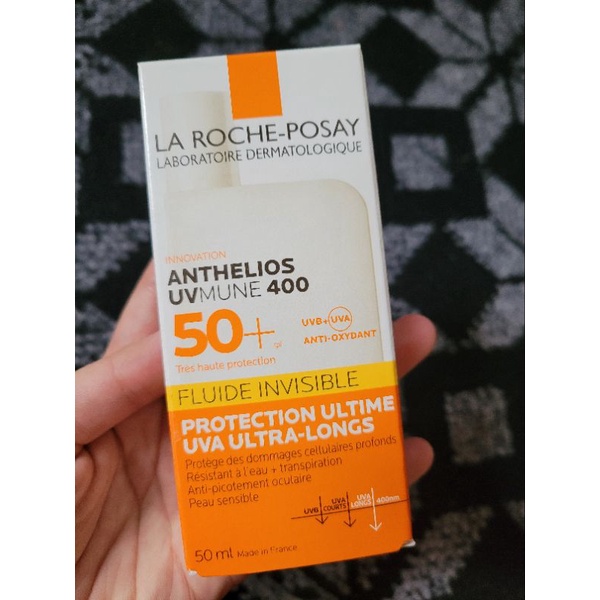 LA ROCHE-POSAY
LABORATOIRE DERMATOLOGIQUE
INNOVATION
ANTHELIOS
UVMUNE 400
50+
UVB+UVA
ANTI-OXYDANT
Très haute protection
FLUIDE INVISIBLE
PROTECTION ULTIME
UVA ULTRA-LONGS
Protège des dommages cellulaires profonds
Résistant à l'eau + transpiration
Anti-picotement oculaire
Peau sensible
UVB
UVA COURTS
UVA LONGS
400nm
50 ml Made in France